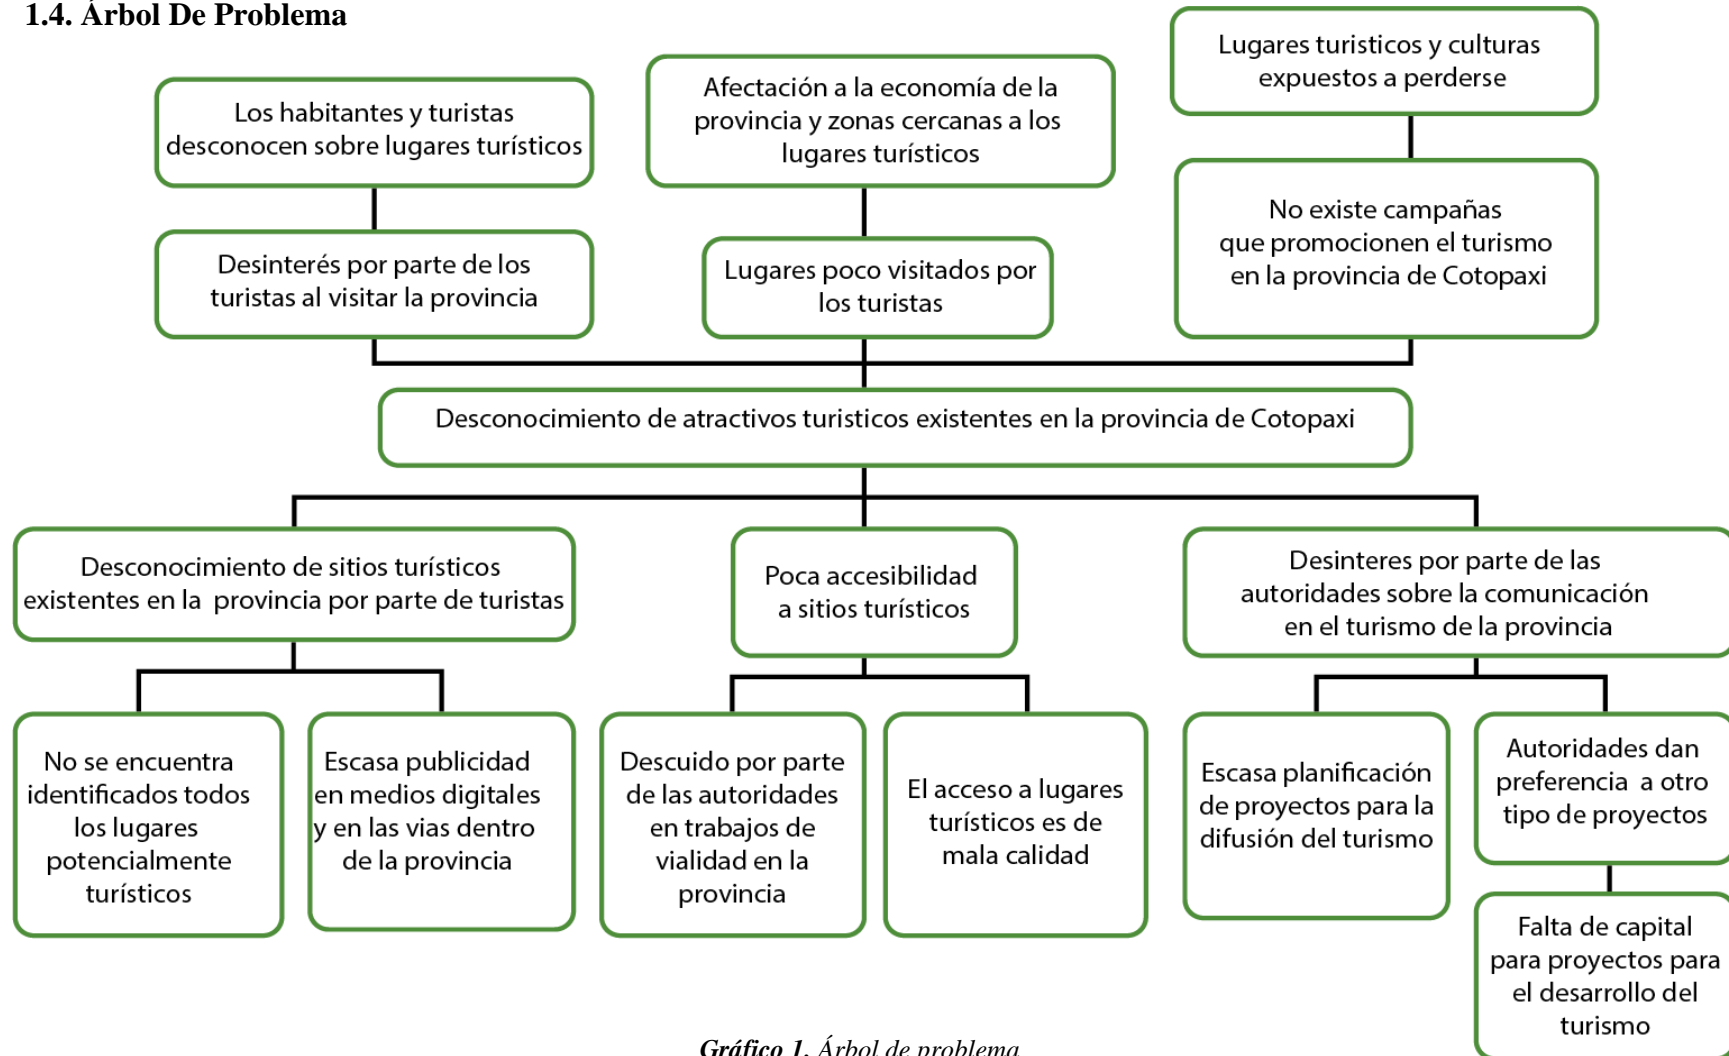 1.4. Árbol De Problema
Los habitantes y turistas
desconocen sobre lugares turísticos
Afectación a la economía de la
provincia y zonas cercanas a los
lugares turísticos
Lugares turisticos y culturas
expuestos a perderse
Desinterés por parte de los
turistas al visitar la provincia
Lugares poco visitados por
los turistas
No existe campañas
que promocionen el turismo
en la provincia de Cotopaxi
Desconocimiento de atractivos turisticos existentes en la provincia de Cotopaxi
Desconocimiento de sitios turísticos
existentes en la provincia por parte de turistas
Poca accesibilidad
a sitios turísticos
Desinteres por parte de las
autoridades sobre la comunicación
en el turismo de la provincia
No se encuentra
identificados todos
los lugares
potencialmente
turísticos
Escasa publicidad
en medios digitales
y en las vias dentro
de la provincia
Descuido por parte
de las autoridades
en trabajos de
vialidad en la
provincia
El acceso a lugares
turísticos es de
mala calidad
Escasa planificación
de proyectos para la
difusión del turismo
Autoridades dan
preferencia a otro
tipo de proyectos
Falta de capital
para proyectos para
el desarrollo del
turismo
Gráfico 1. Árbol de problema